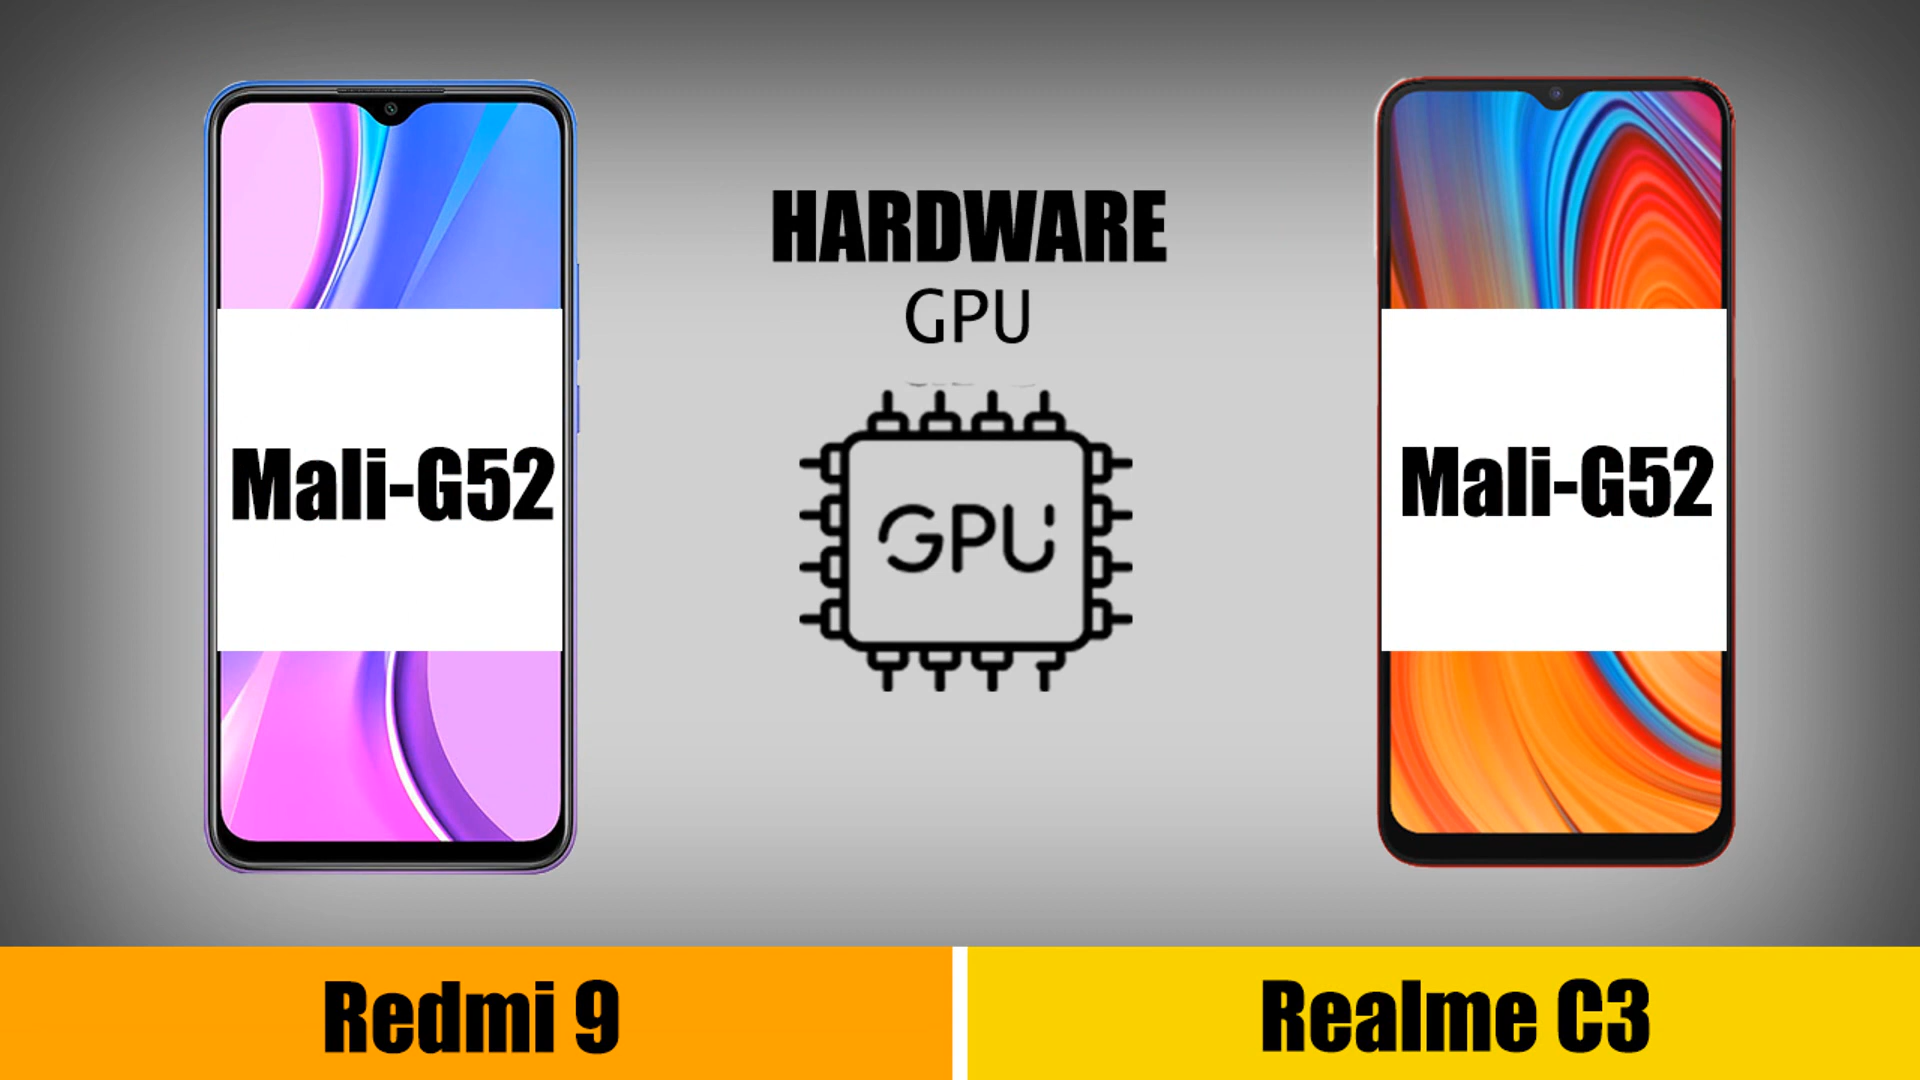 HARDWARE
GPU
Mali-G52
GPU
Mali-G52
Redmi 9
Realme C3